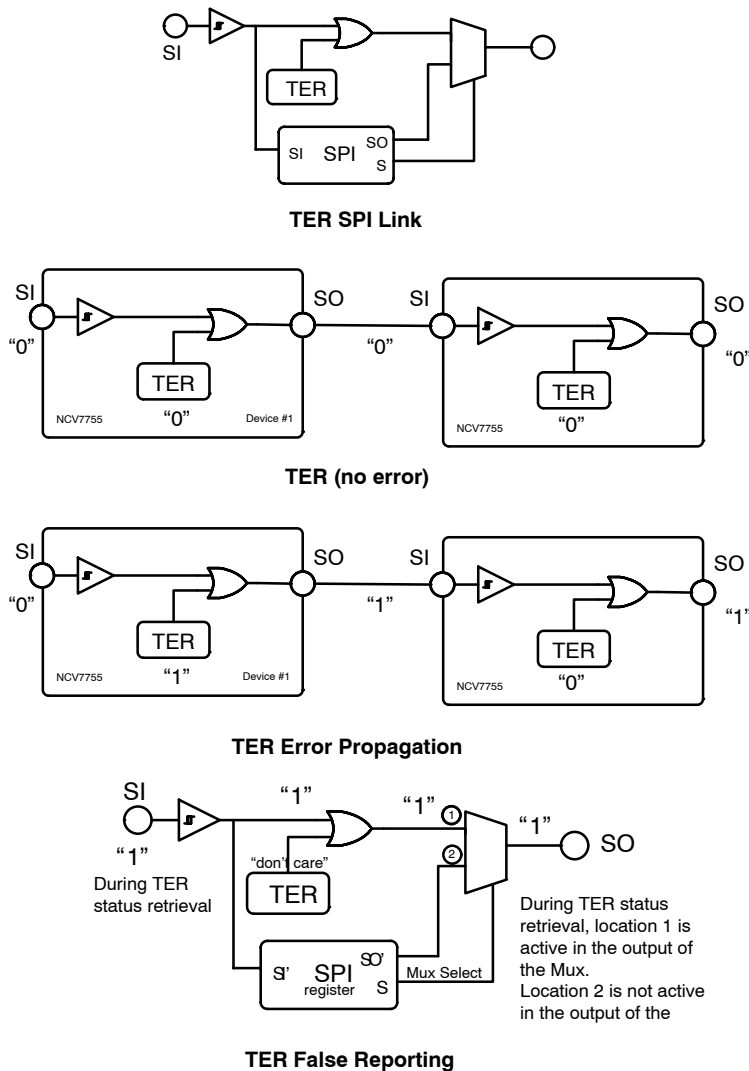 SI
TER
SI SPI SO
S
TER SPI Link
SI SO SI SO
“0” “0” “0”
TER TER
“0” “0”
NCV7755 Device #1 NCV7755
TER (no error)
SI SO SI SO
“0” “1” “1”
TER TER
“1” “0”
NCV7755 Device #1 NCV7755
TER Error Propagation
SI
“1” “1” 1 “1”
“1” SO
2
During TER
status retrieval
“don’t care”
TER
SI’ SPI SO’
register S
Mux Select
During TER status
retrieval, location 1 is
active in the output of
the Mux.
Location 2 is not active
in the output of the
TER False Reporting